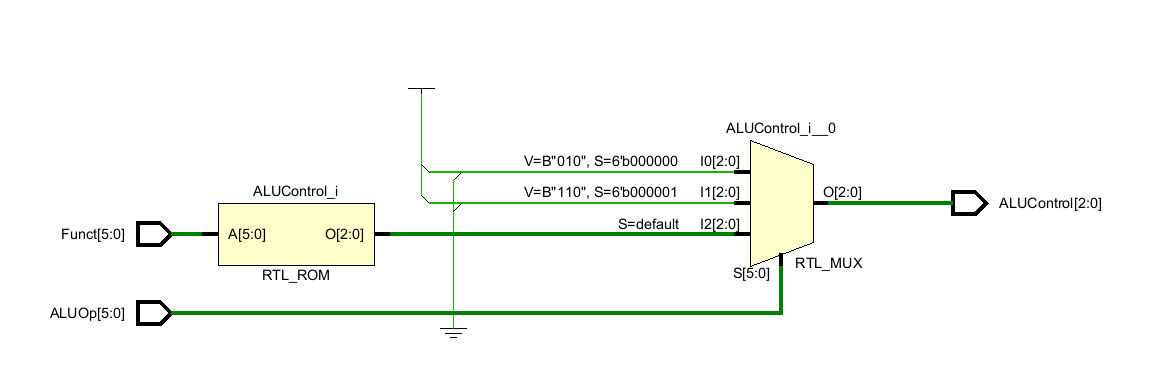 ALUControl_i__0
V=B"010", S=6'b000000 I0[2:0]
V=B"110", S=6'b000001 I1[2:0]
O[2:0]
ALUControl[2:0]
S=default I2[2:0]
ALUControl_i
Funct[5:0]
A[5:0] O[2:0]
RTL_ROM
S[5:0]
RTL_MUX
ALUOp[5:0]